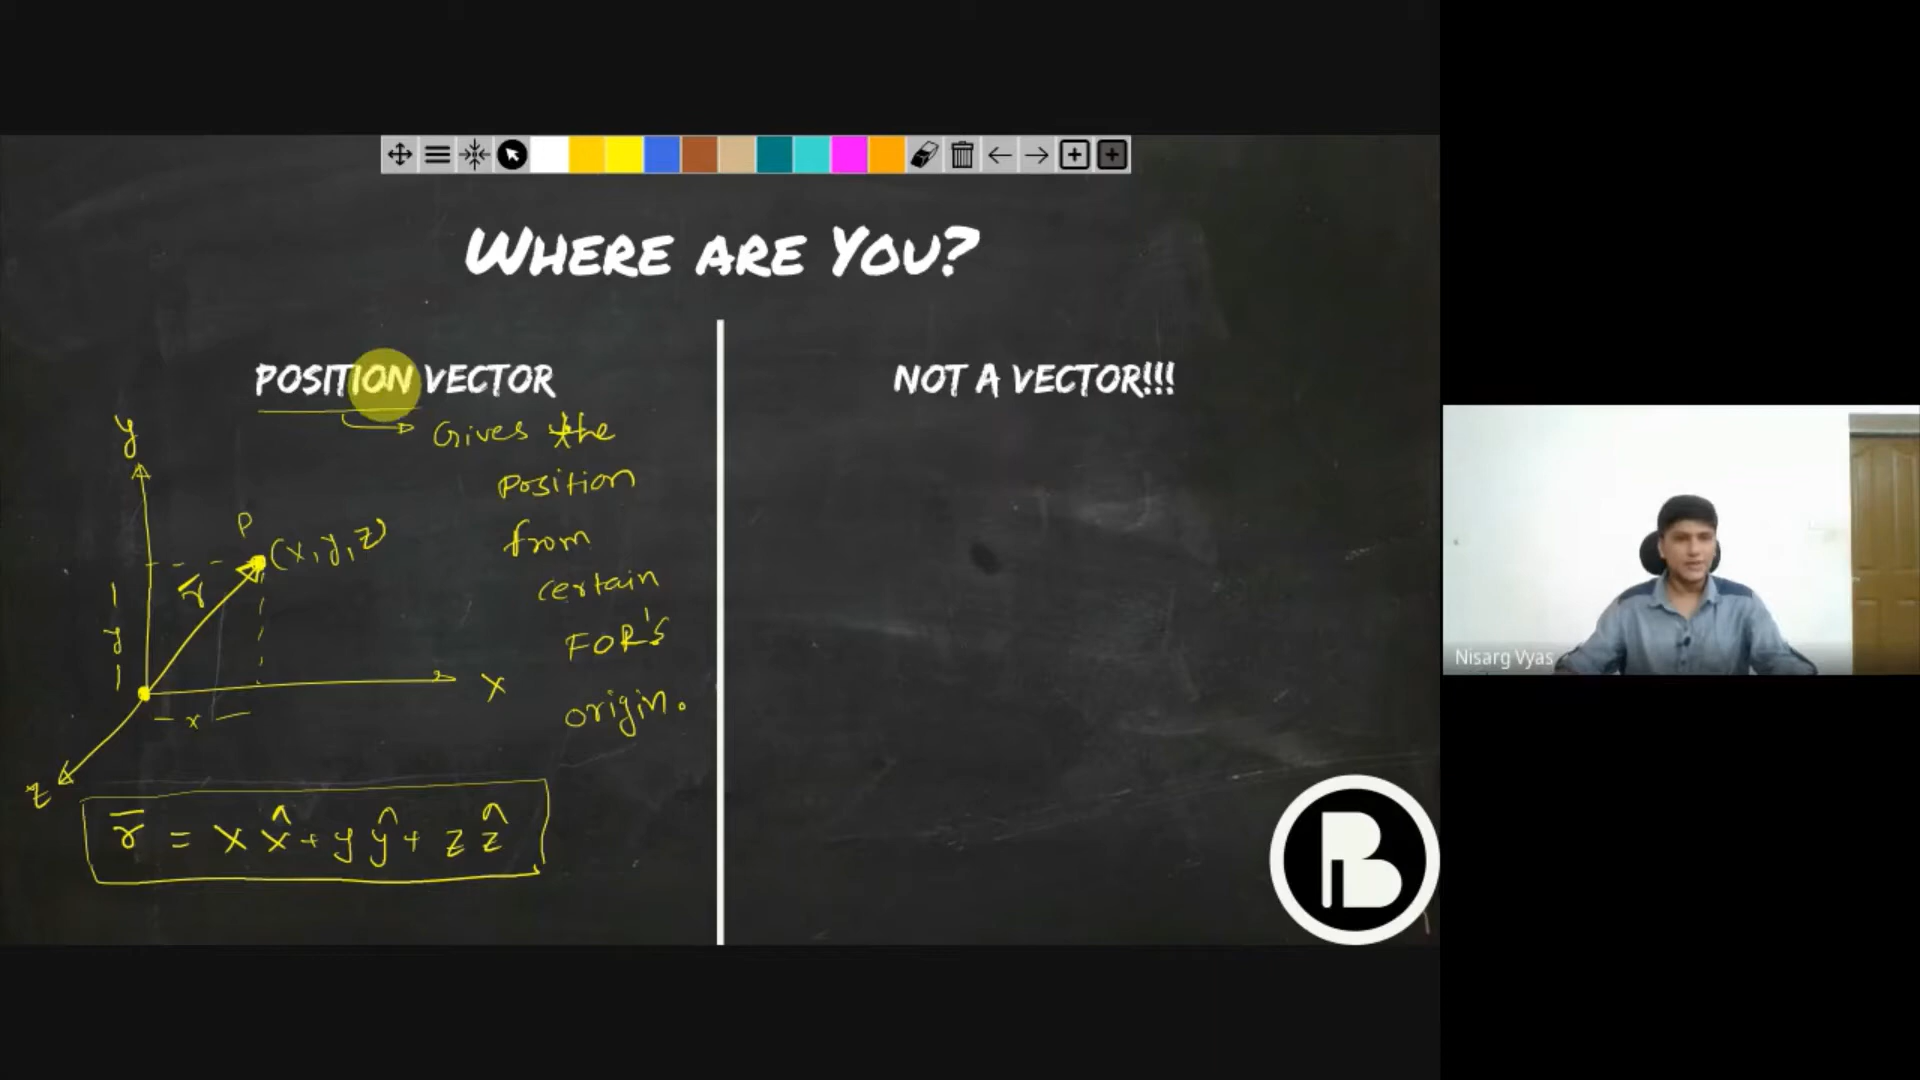 WHERE ARE YOU?
POSITION VECTOR
Gives the
position
from
certain
FOR's
origin.
y
P
(x, y, z)
r̄
y
x
x
z
r̄ = x x̂ + y ŷ + z ẑ
NOT A VECTOR!!!
B
Nisarg Vyas